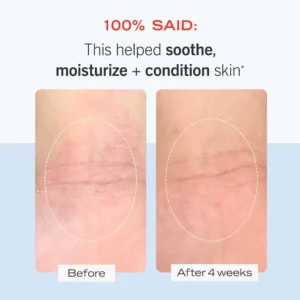 100% SAID:
This helped soothe,
moisturize + condition skin*
Before
After 4 weeks